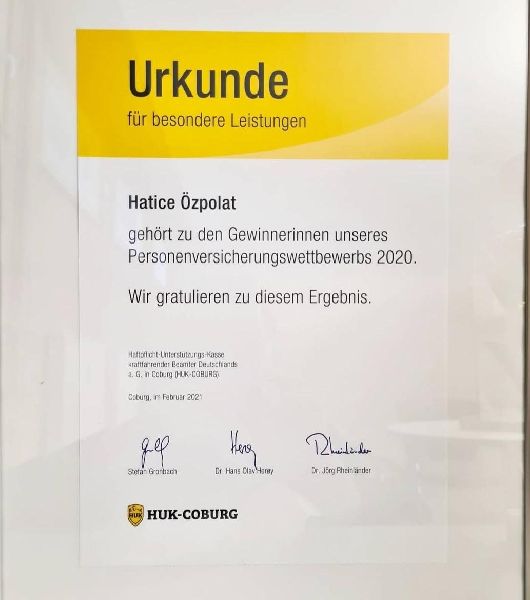 Urkunde
für besondere Leistungen
Hatice Özpolat
gehört zu den Gewinnerinnen unseres
Personenversicherungswettbewerbs 2020.
Wir gratulieren zu diesem Ergebnis.
Haftpflicht-Unterstützungs-Kasse
kraftfahrender Beamter Deutschlands
a. G. in Coburg (HUK-COBURG)
Coburg, im Februar 2021
Stefan Gronbach Dr. Hans Olav Herøy Dr. Jörg Rheinländer
HUK HUK-COBURG